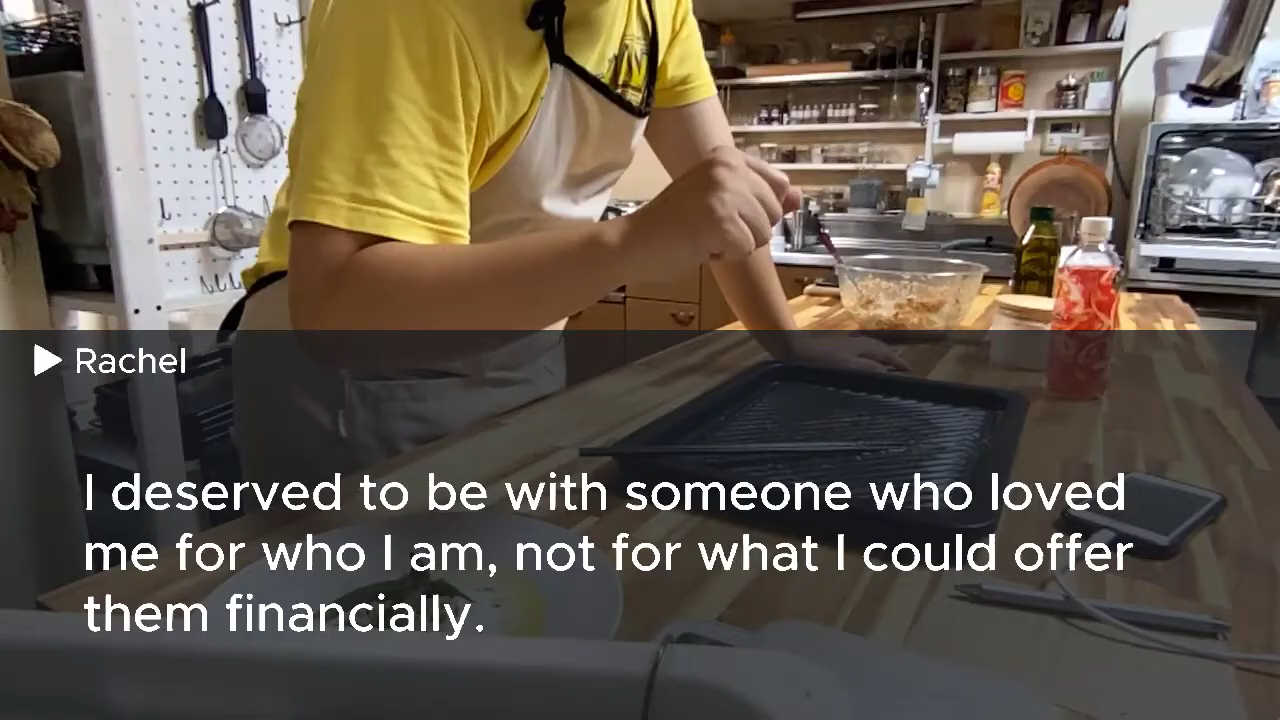 Rachel
I deserved to be with someone who loved
me for who I am, not for what I could offer
them financially.